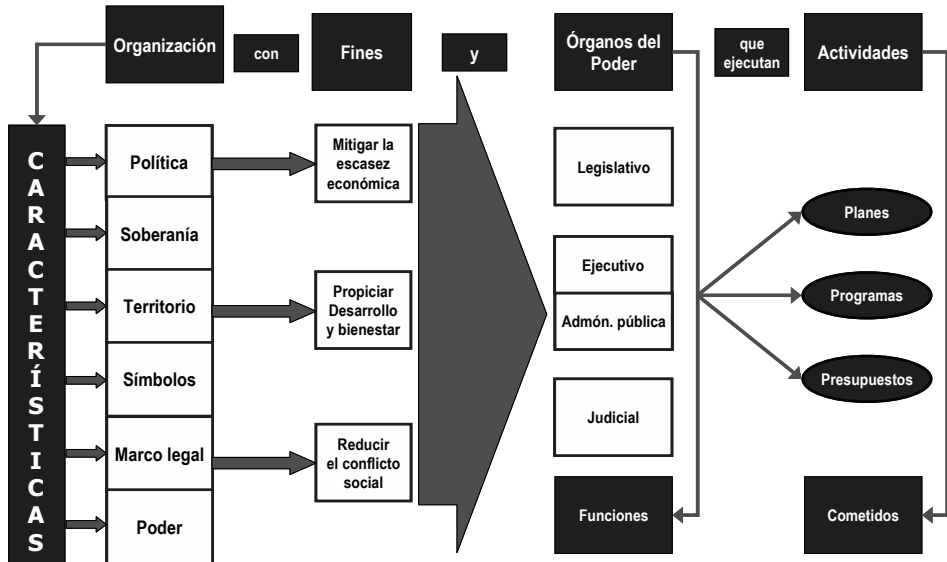 Organización
con
Fines
y
Órganos del
Poder
que
ejecutan
Actividades
CARACTERÍSTICAS
Política
Soberanía
Territorio
Símbolos
Marco legal
Poder
Mitigar la
escasez
económica
Propiciar
Desarrollo
y bienestar
Reducir
el conflicto
social
Legislativo
Ejecutivo
Admón. pública
Judicial
Funciones
Planes
Programas
Presupuestos
Cometidos